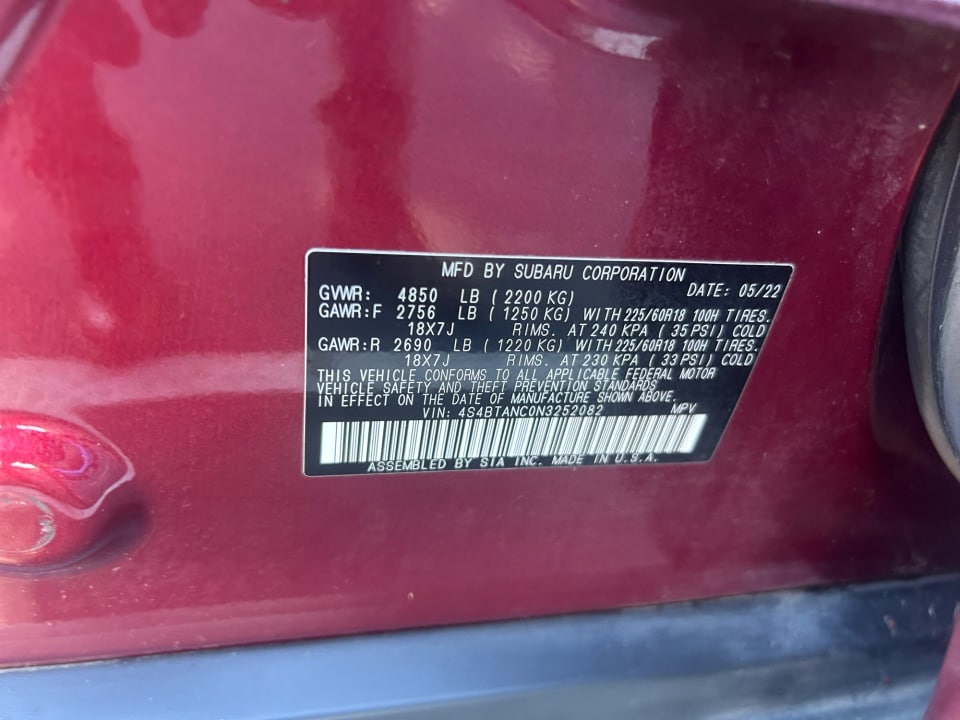 MFD BY SUBARU CORPORATION
GVWR: 4850 LB (2200 KG) DATE: 05/22
GAWR:F 2756 LB (1250 KG) WITH 225/60R18 100H TIRES.
18X7J RIMS. AT 240 KPA (35 PSI) COLD
GAWR:R 2690 LB (1220 KG) WITH 225/60R18 100H TIRES.
18X7J RIMS. AT 230 KPA (33 PSI) COLD
THIS VEHICLE CONFORMS TO ALL APPLICABLE FEDERAL MOTOR
VEHICLE SAFETY AND THEFT PREVENTION STANDARDS
IN EFFECT ON THE DATE OF MANUFACTURE SHOWN ABOVE.
VIN: 4S4BTANC0N3252082 MPV
ASSEMBLED BY SIA INC. MADE IN U.S.A.